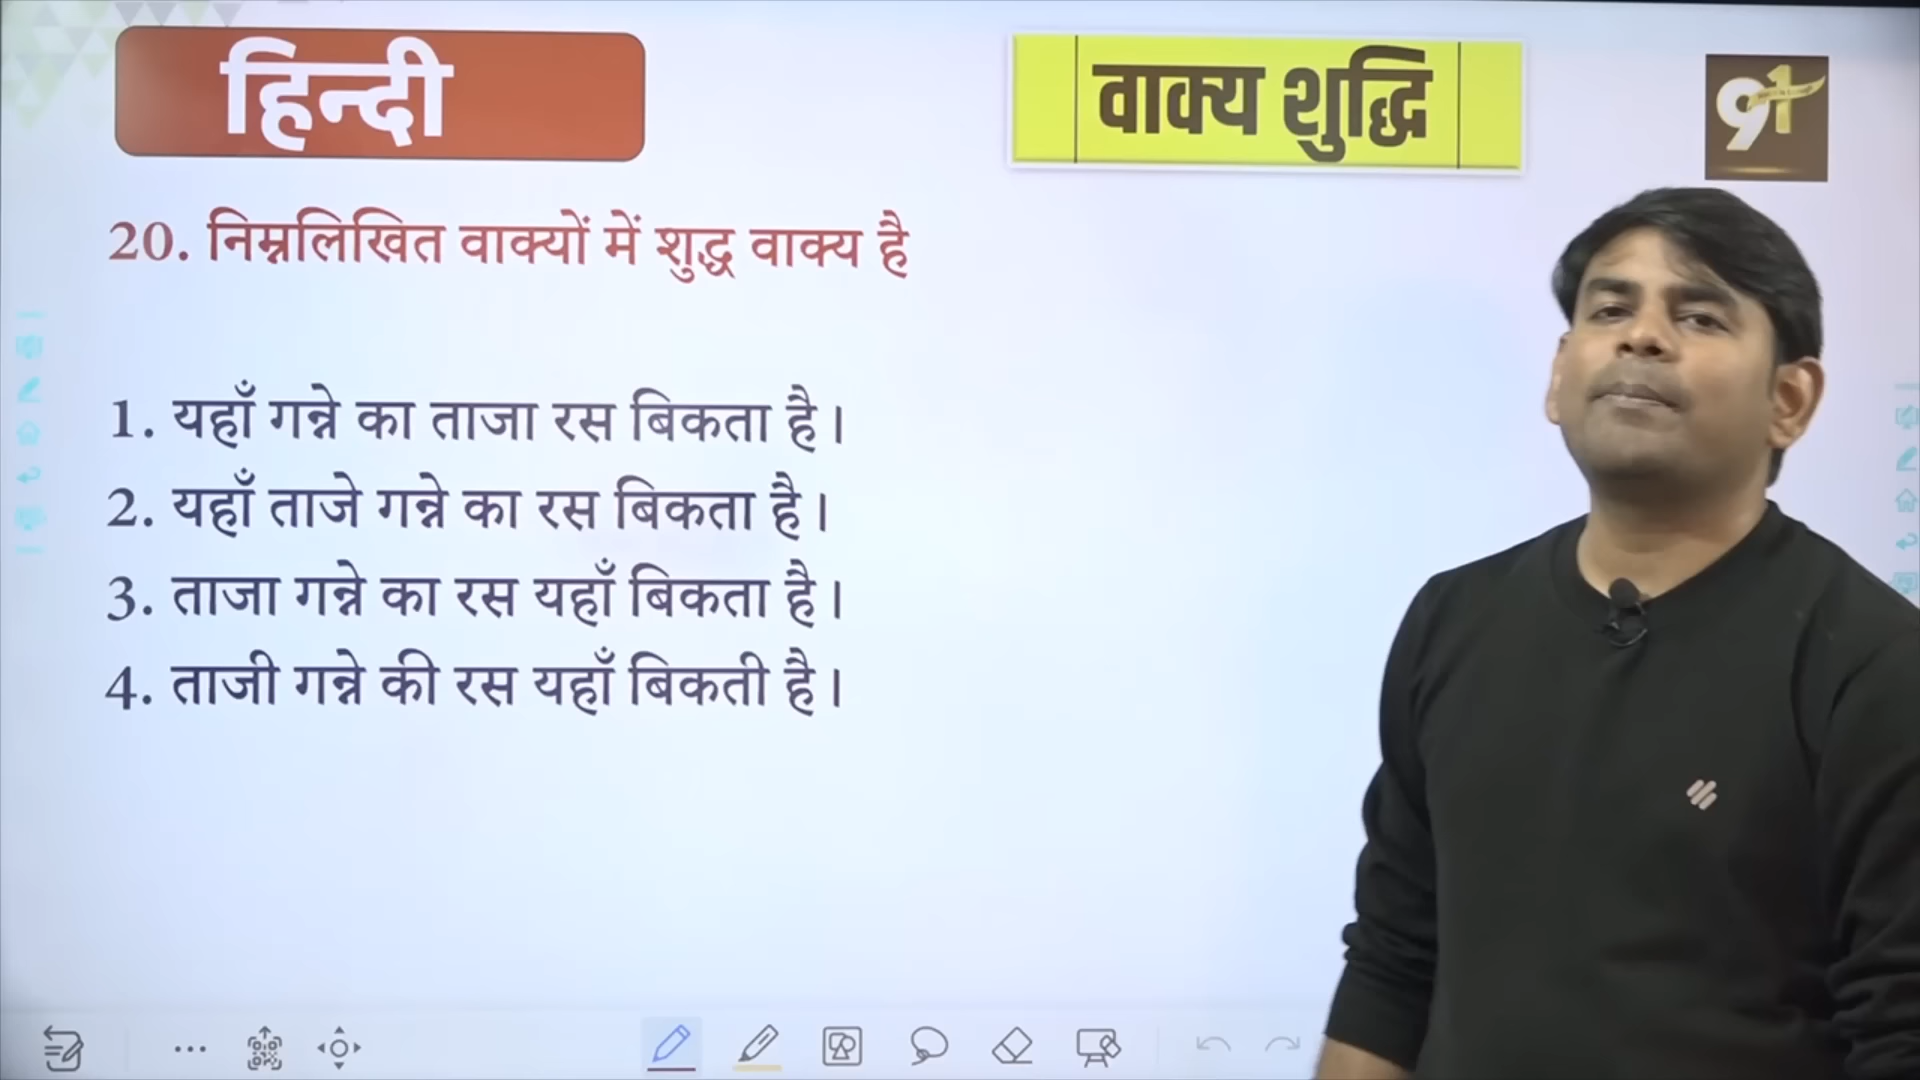 हिन्दी
वाक्य शुद्धि
91
20. निम्नलिखित वाक्यों में शुद्ध वाक्य है
1. यहाँ गन्ने का ताजा रस बिकता है।
2. यहाँ ताजे गन्ने का रस बिकता है।
3. ताजा गन्ने का रस यहाँ बिकता है।
4. ताजी गन्ने की रस यहाँ बिकती है।